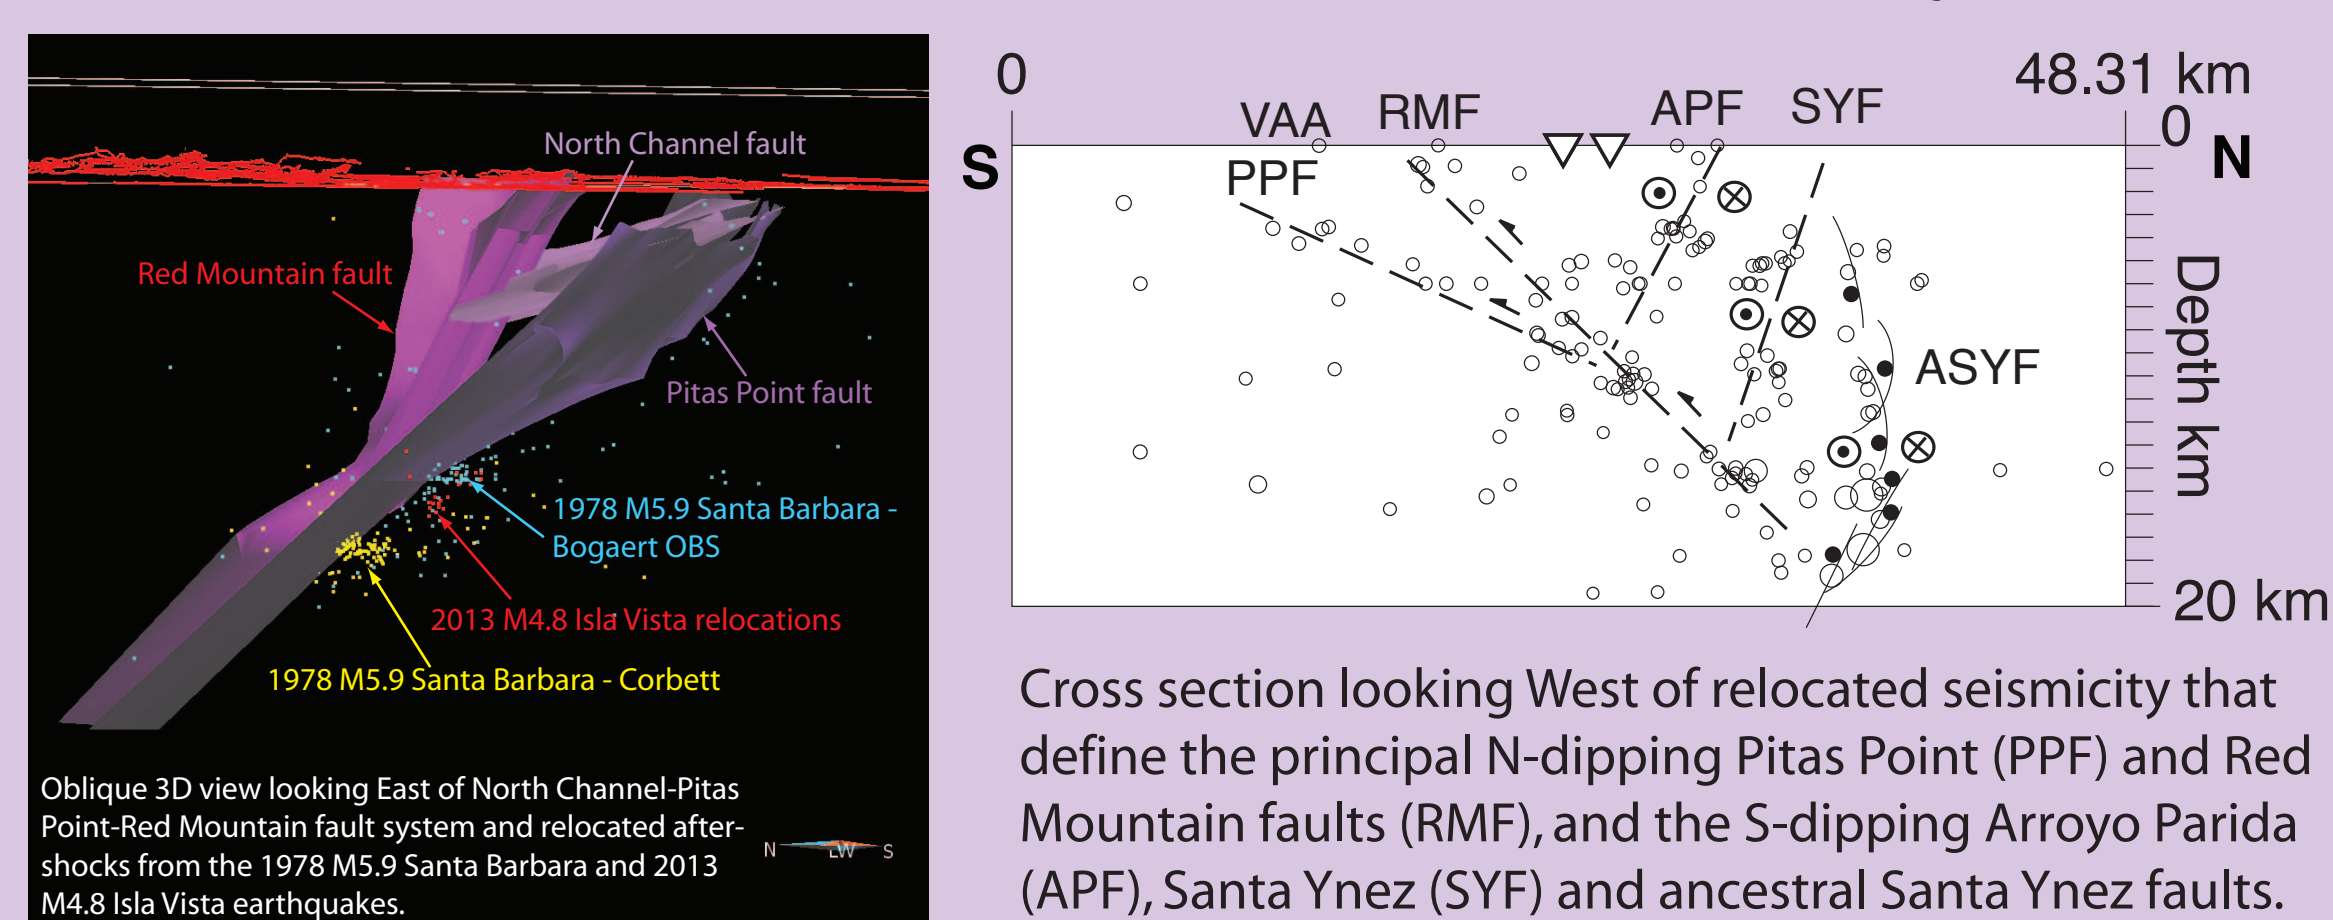 North Channel fault
Red Mountain fault
Pitas Point fault
1978 M5.9 Santa Barbara -
Bogaert OBS
2013 M4.8 Isla Vista relocations
1978 M5.9 Santa Barbara - Corbett
Oblique 3D view looking East of North Channel-Pitas
Point-Red Mountain fault system and relocated after-
shocks from the 1978 M5.9 Santa Barbara and 2013
M4.8 Isla Vista earthquakes.
N LW S
0
48.31 km
VAA RMF APF SYF
0
S
N
PPF
Depth km
ASYF
20 km
Cross section looking West of relocated seismicity that
define the principal N-dipping Pitas Point (PPF) and Red
Mountain faults (RMF), and the S-dipping Arroyo Parida
(APF), Santa Ynez (SYF) and ancestral Santa Ynez faults.